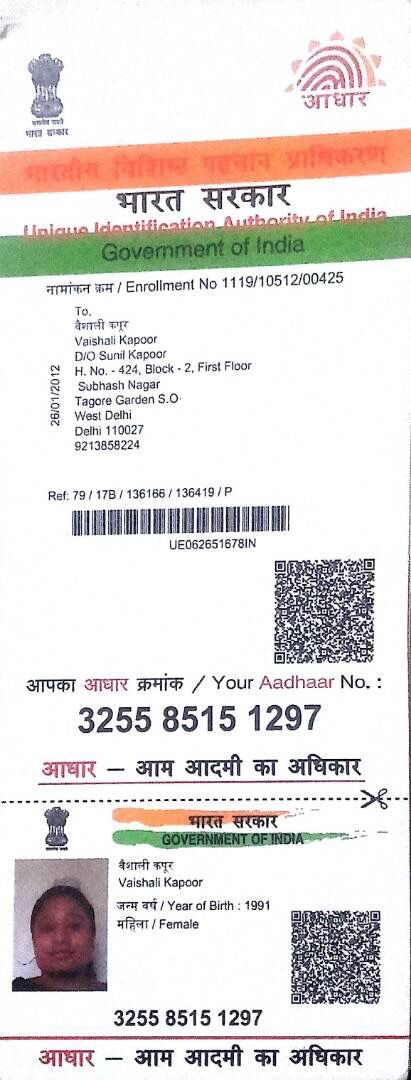 सत्यमेव जयते
भारत सरकार
आधार
भारतीय विशिष्ट पहचान प्राधिकरण
भारत सरकार
Unique Identification Authority of India
Government of India
नामांकन क्रम / Enrollment No 1119/10512/00425
To,
वैशाली कपूर
Vaishali Kapoor
D/O Sunil Kapoor
H. No. - 424, Block - 2, First Floor
Subhash Nagar
Tagore Garden S.O
West Delhi
Delhi 110027
9213858224
26/01/2012
Ref: 79 / 17B / 136166 / 136419 / P
UE062651678IN
आपका आधार क्रमांक / Your Aadhaar No. :
3255 8515 1297
आधार – आम आदमी का अधिकार
भारत सरकार
GOVERNMENT OF INDIA
वैशाली कपूर
Vaishali Kapoor
जन्म वर्ष / Year of Birth : 1991
महिला / Female
3255 8515 1297
आधार – आम आदमी का अधिकार